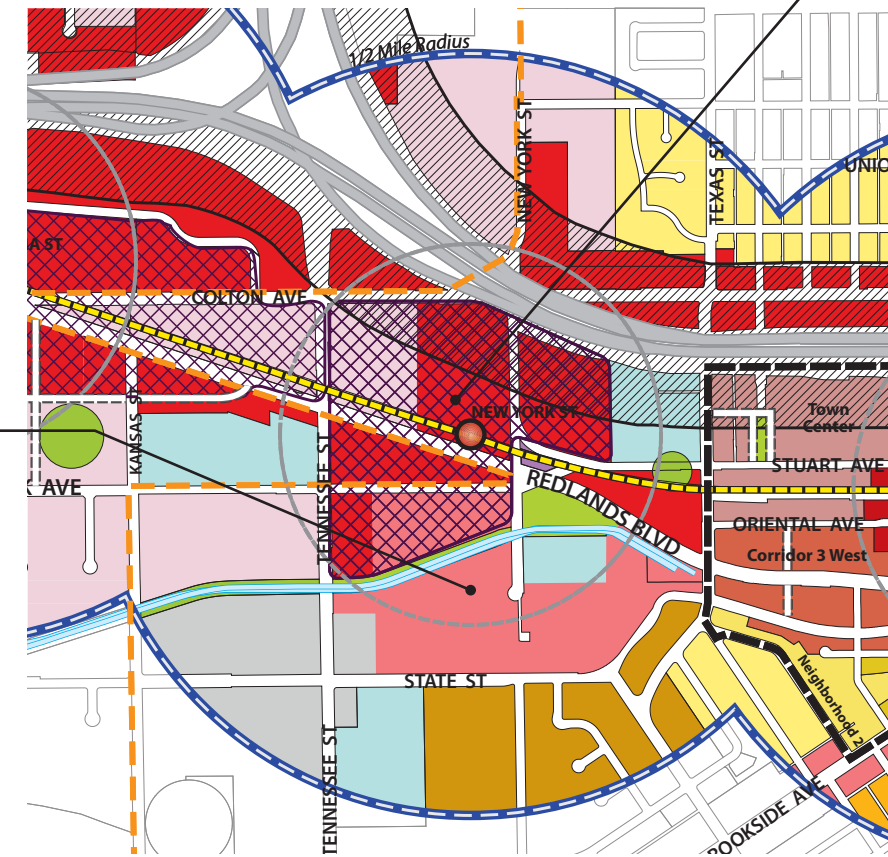 1/2 Mile Radius
NEW YORK ST
TEXAS ST
UNIO
A ST
COLTON AVE
NEW YORK ST.
KANSAS ST
Town
Center
STUART AVE
AVE
TENNESSEE ST
REDLANDS BLVD
ORIENTAL AVE
Corridor 3 West
STATE ST
Neighborhood 2
TENNESSEE ST
ROOKSIDE AVE